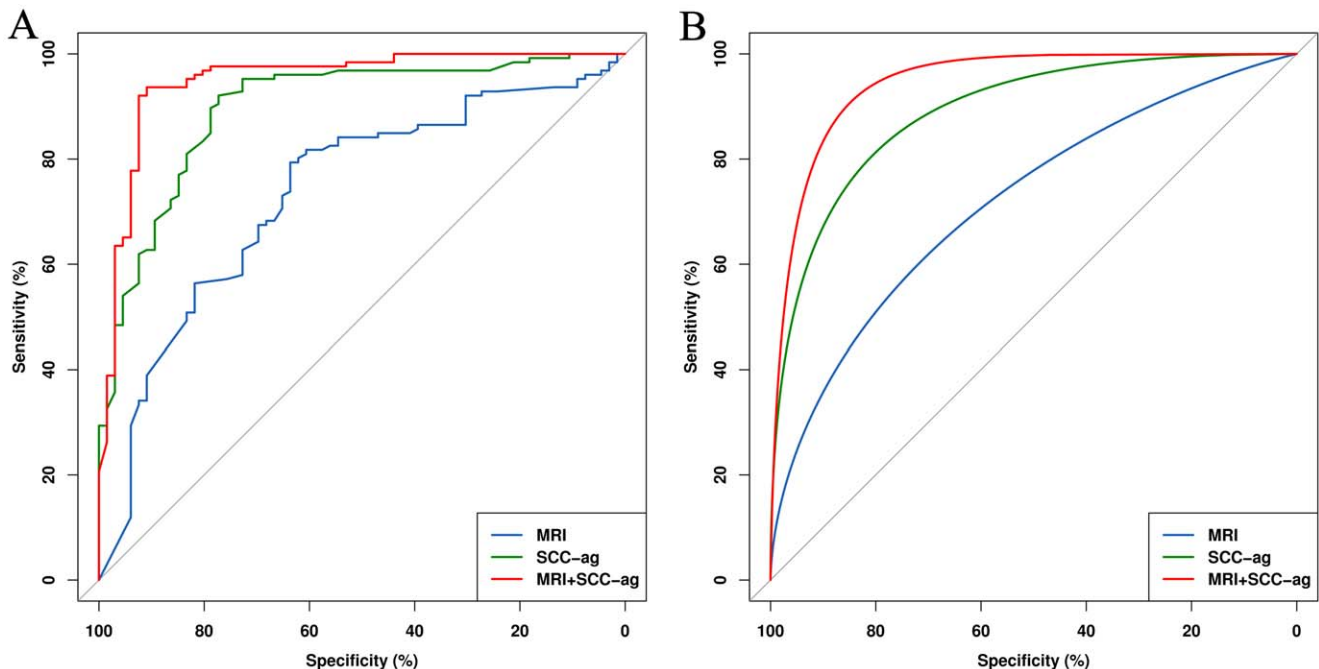 A
100
80
60
40
20
0
Sensitivity (%)
MRI
SCC-ag
MRI+SCC-ag
100 80 60 40 20 0
Specificity (%)
B
100
80
60
40
20
0
Sensitivity (%)
MRI
SCC-ag
MRI+SCC-ag
100 80 60 40 20 0
Specificity (%)